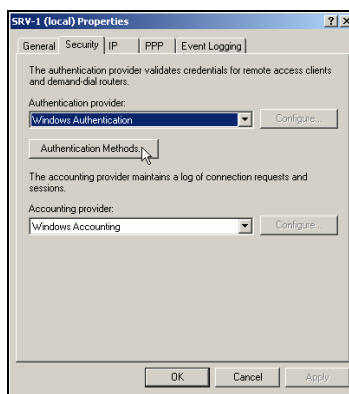 SRV-1 (local) Properties
General Security IP PPP Event Logging
The authentication provider validates credentials for remote access clients
and demand-dial routers.
Authentication provider:
Windows Authentication Configure...
Authentication Methods...
The accounting provider maintains a log of connection requests and
sessions.
Accounting provider:
Windows Accounting Configure...
OK Cancel Apply